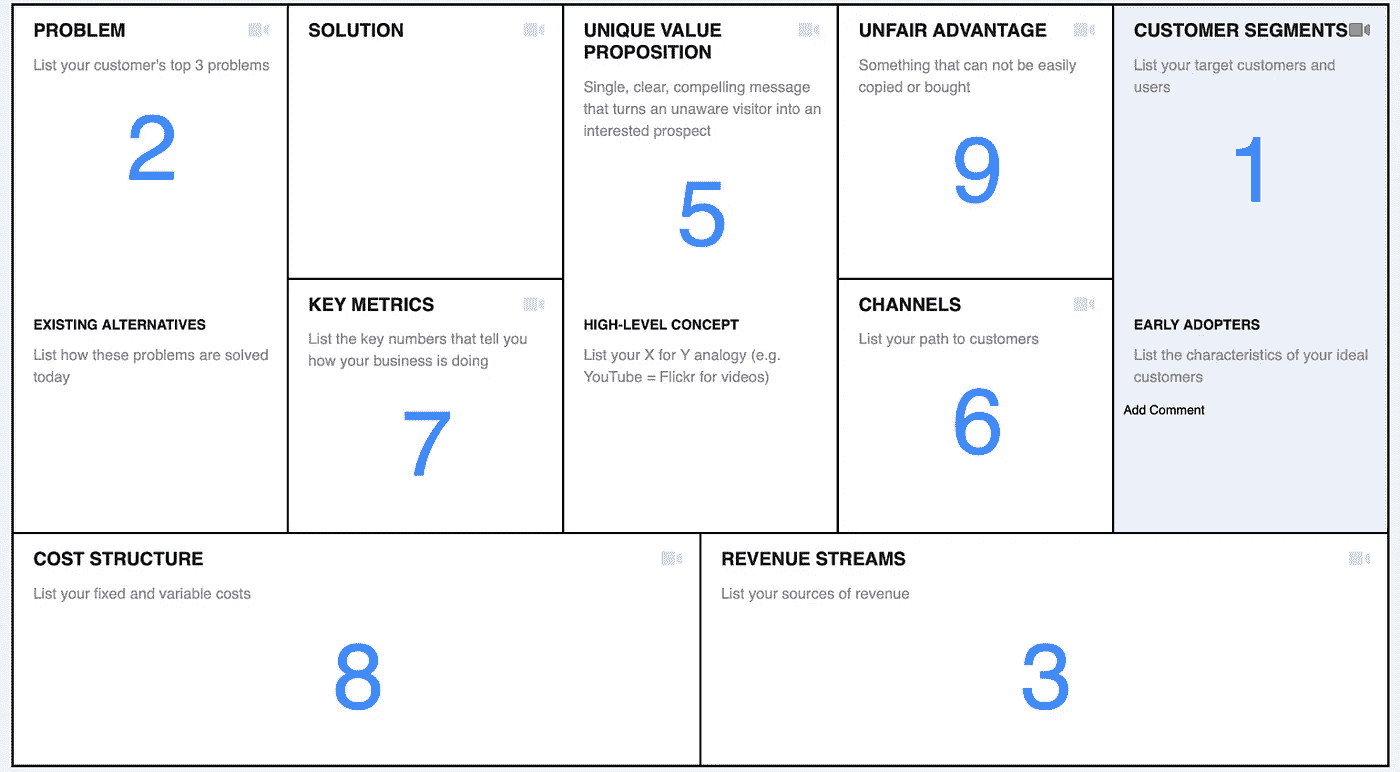 PROBLEM
List your customer's top 3 problems
2
EXISTING ALTERNATIVES
List how these problems are solved
today
SOLUTION
KEY METRICS
List the key numbers that tell you
how your business is doing
7
UNIQUE VALUE
PROPOSITION
Single, clear, compelling message
that turns an unaware visitor into an
interested prospect
5
HIGH-LEVEL CONCEPT
List your X for Y analogy (e.g.
YouTube = Flickr for videos)
UNFAIR ADVANTAGE
Something that can not be easily
copied or bought
9
CHANNELS
List your path to customers
6
CUSTOMER SEGMENTS
List your target customers and
users
1
EARLY ADOPTERS
List the characteristics of your ideal
customers
Add Comment
COST STRUCTURE
List your fixed and variable costs
8
REVENUE STREAMS
List your sources of revenue
3